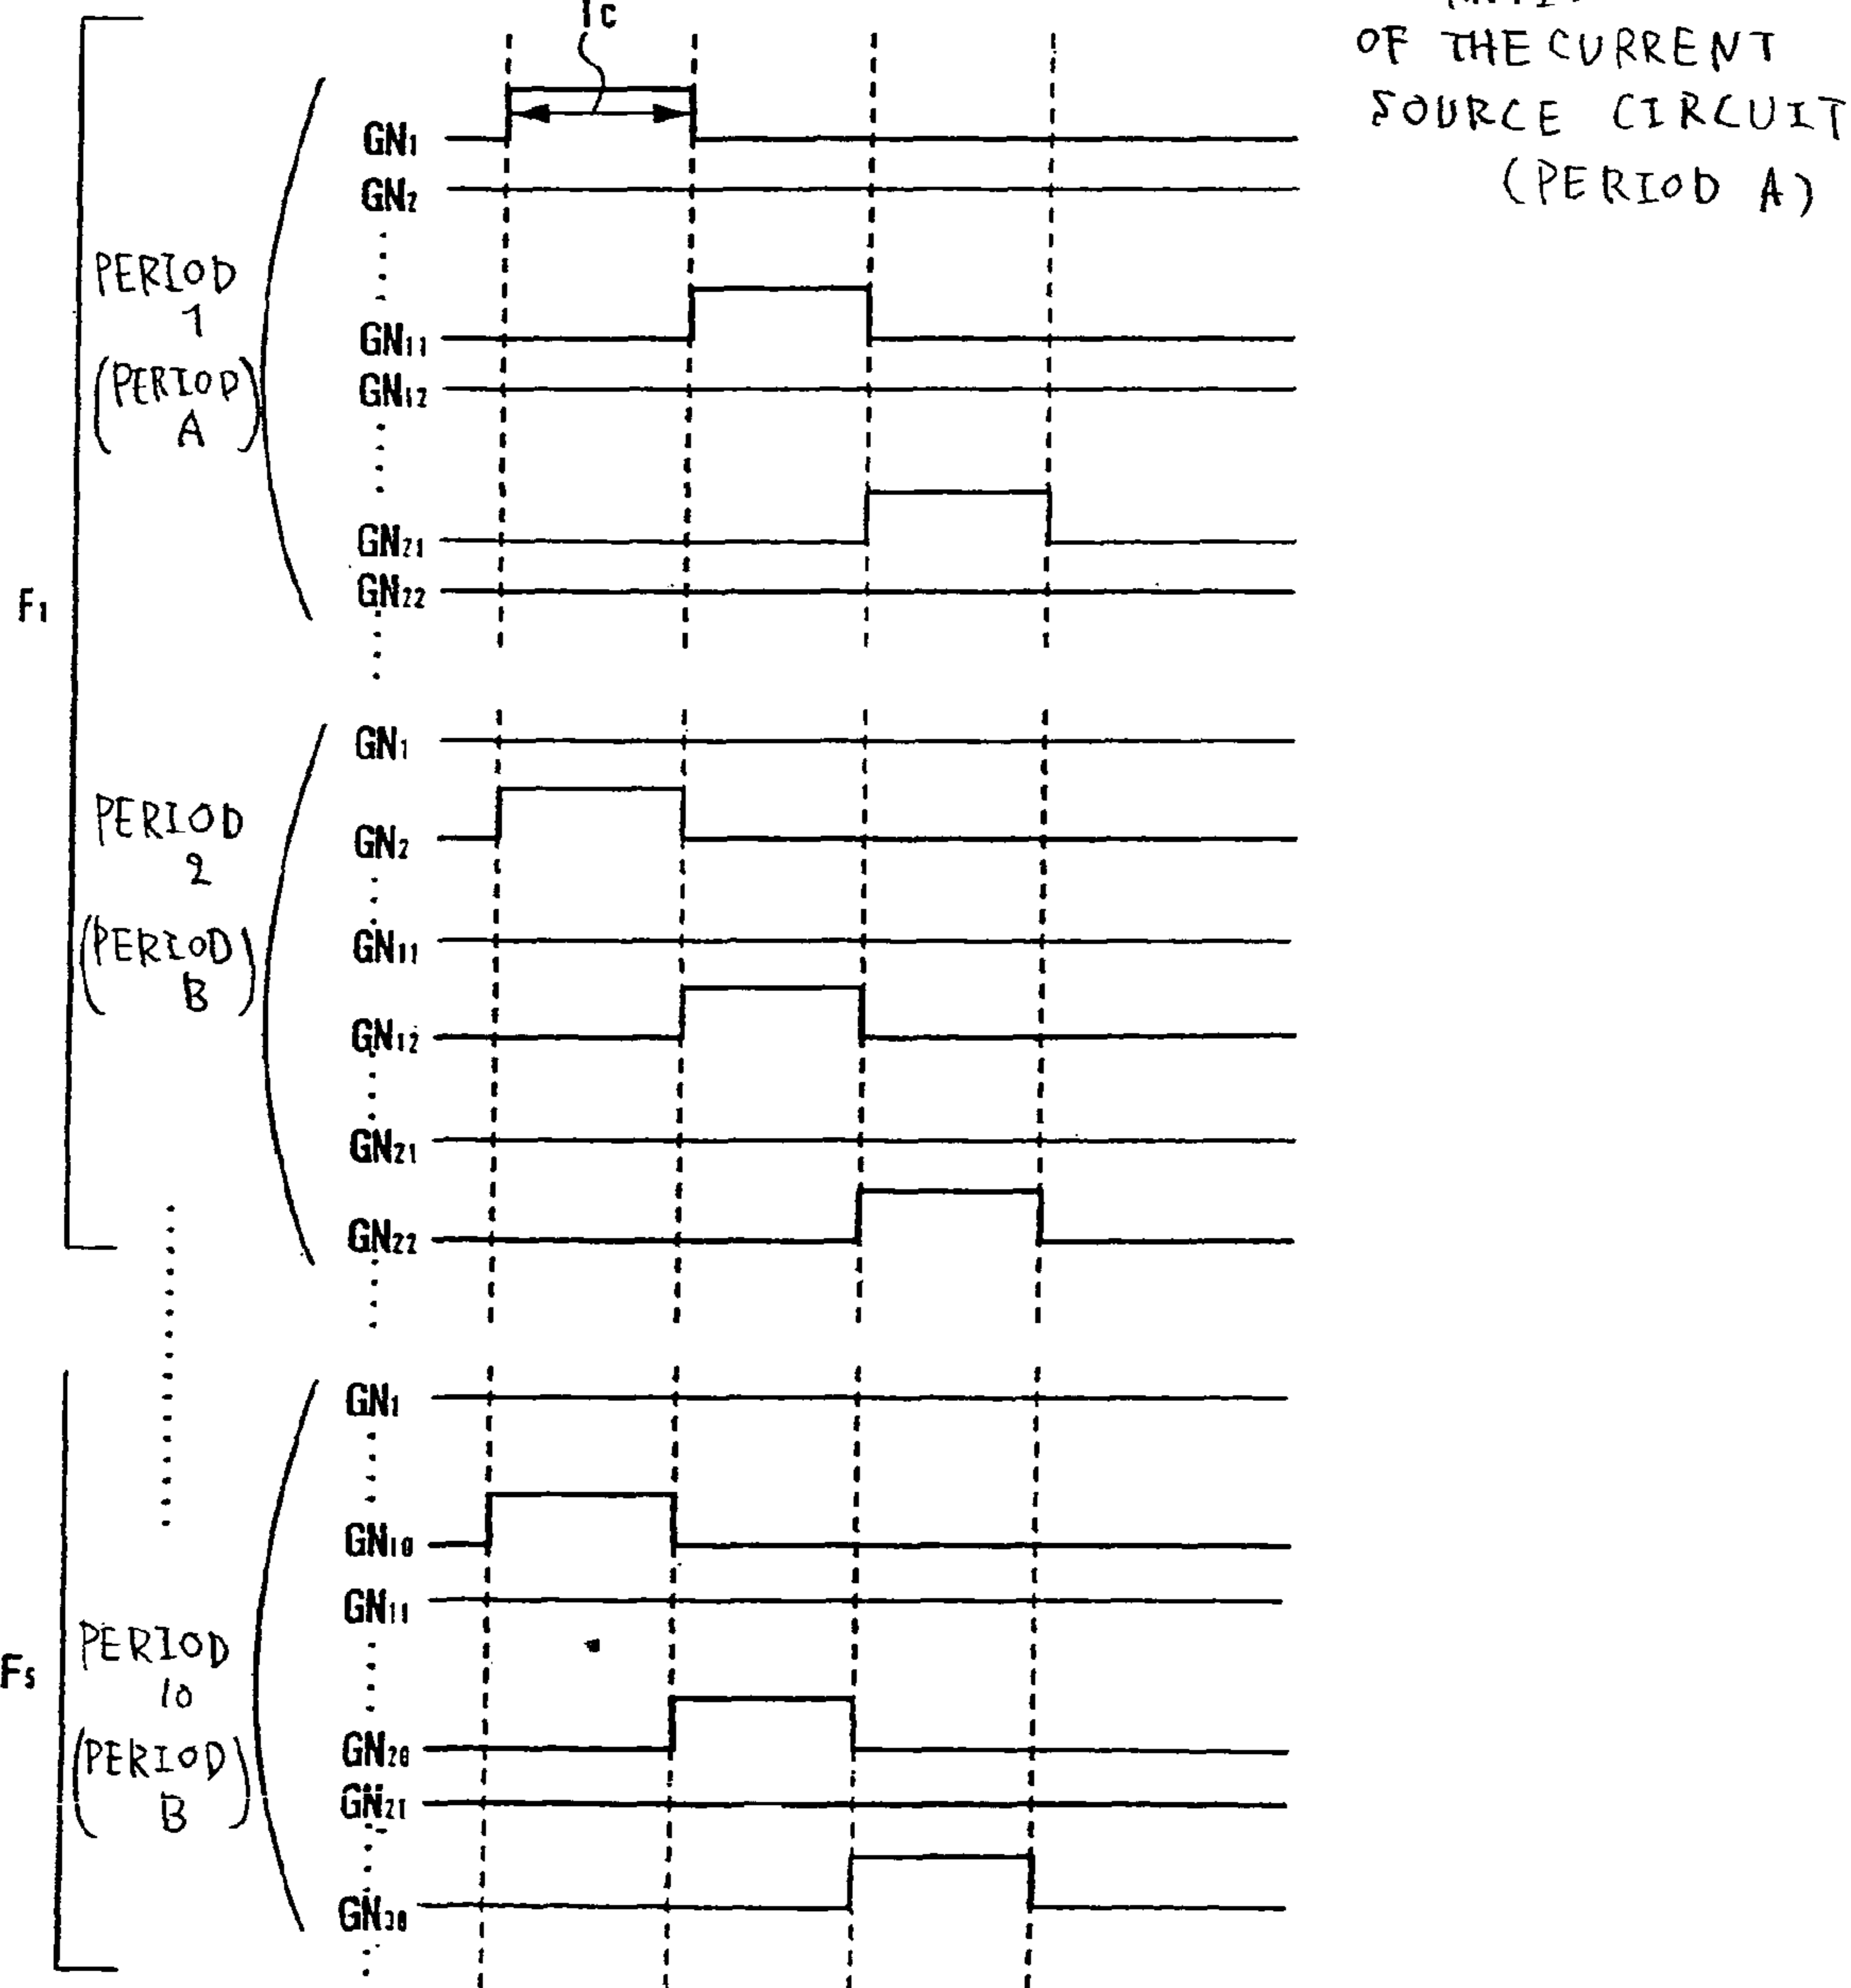 Tc
OF THE CURRENT
SOURCE CIRCUIT
(PERIOD A)
F1
PERIOD
1
(PERIOD
A)
GN1
GN2
GN11
GN12
GN21
GN22
PERIOD
2
(PERIOD
B)
GN1
GN2
GN11
GN12
GN21
GN22
F5
PERIOD
10
(PERIOD
B)
GN1
GN10
GN11
GN20
GN21
GN30